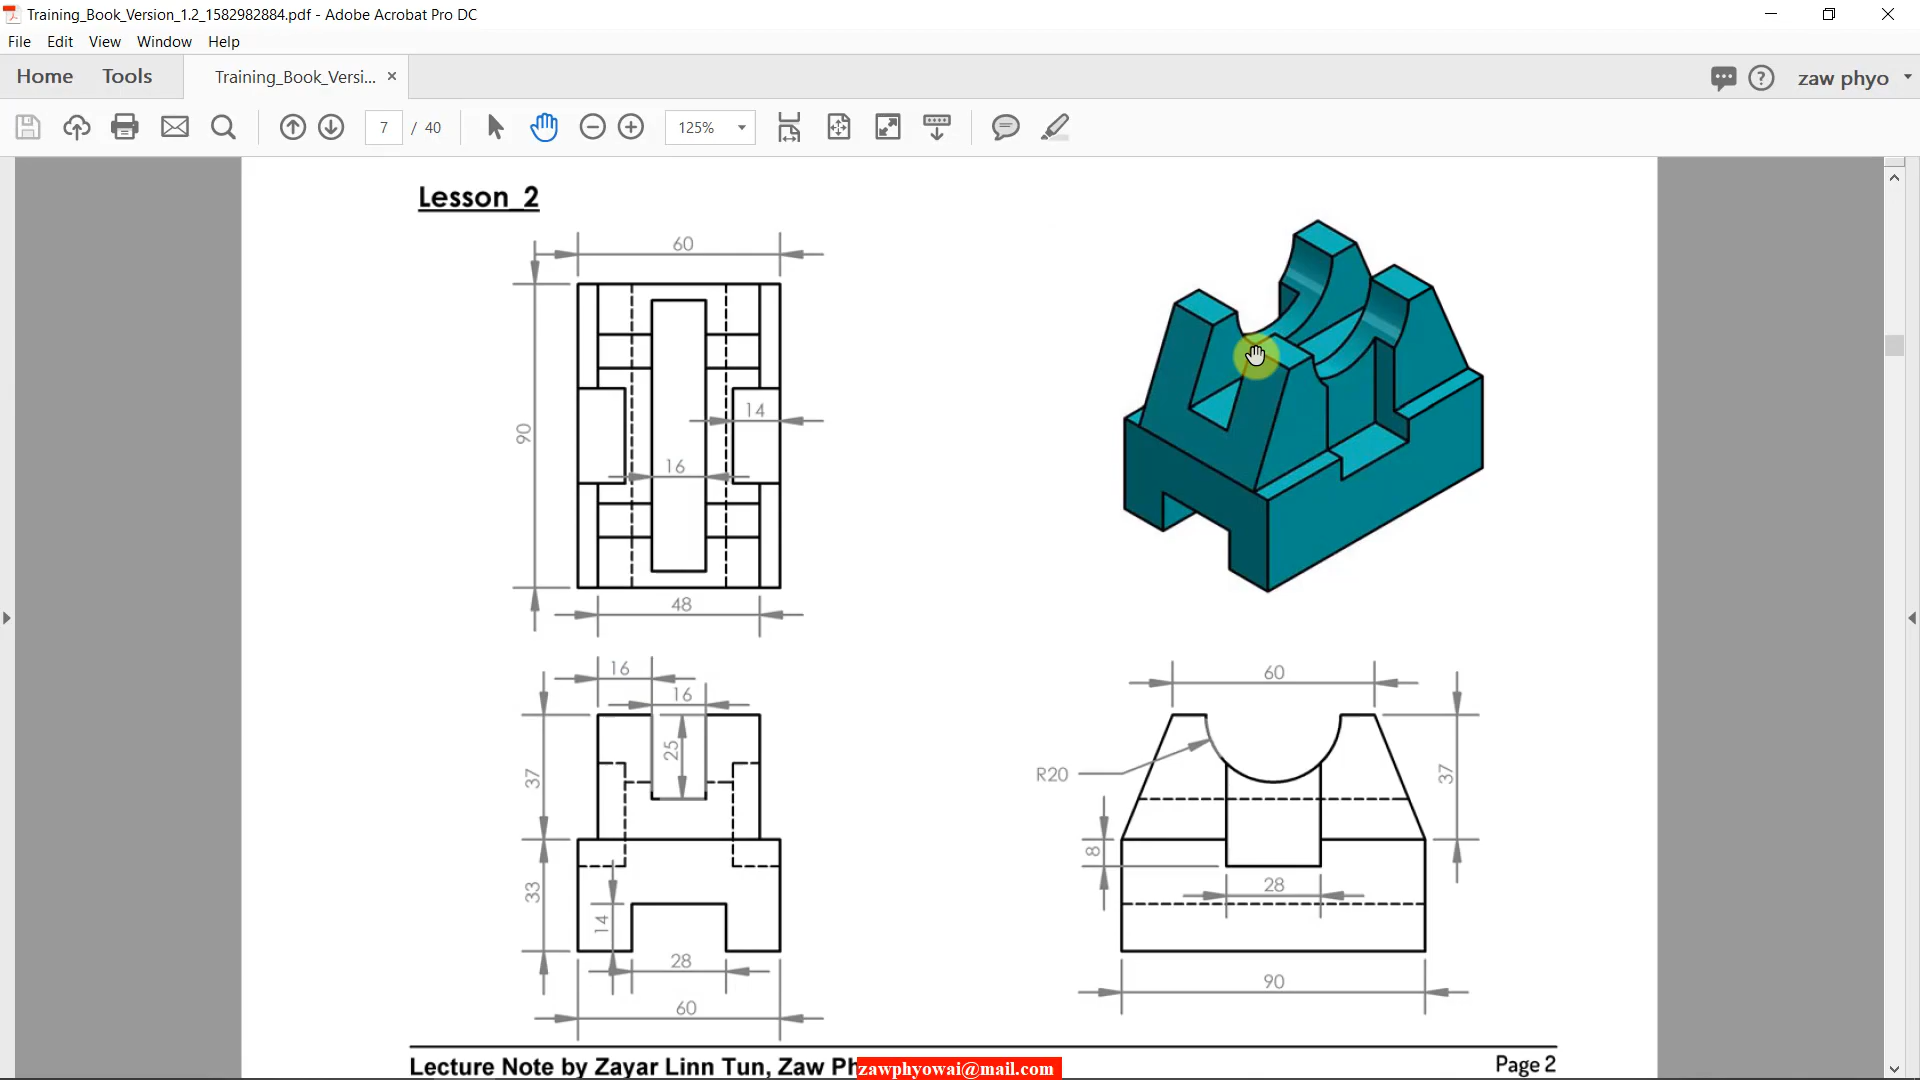 Training_Book_Version_1.2_1582982884.pdf - Adobe Acrobat Pro DC
File Edit View Window Help
Home Tools Training_Book_Versi... × zaw phyo
7 / 40 125%
Lesson_2
60
90
14
16
48
16
16
25
37
33
14
28
60
60
R20
37
8
28
90
Lecture Note by Zayar Linn Tun, Zaw Ph
zawphyowai@mail.com
Page 2